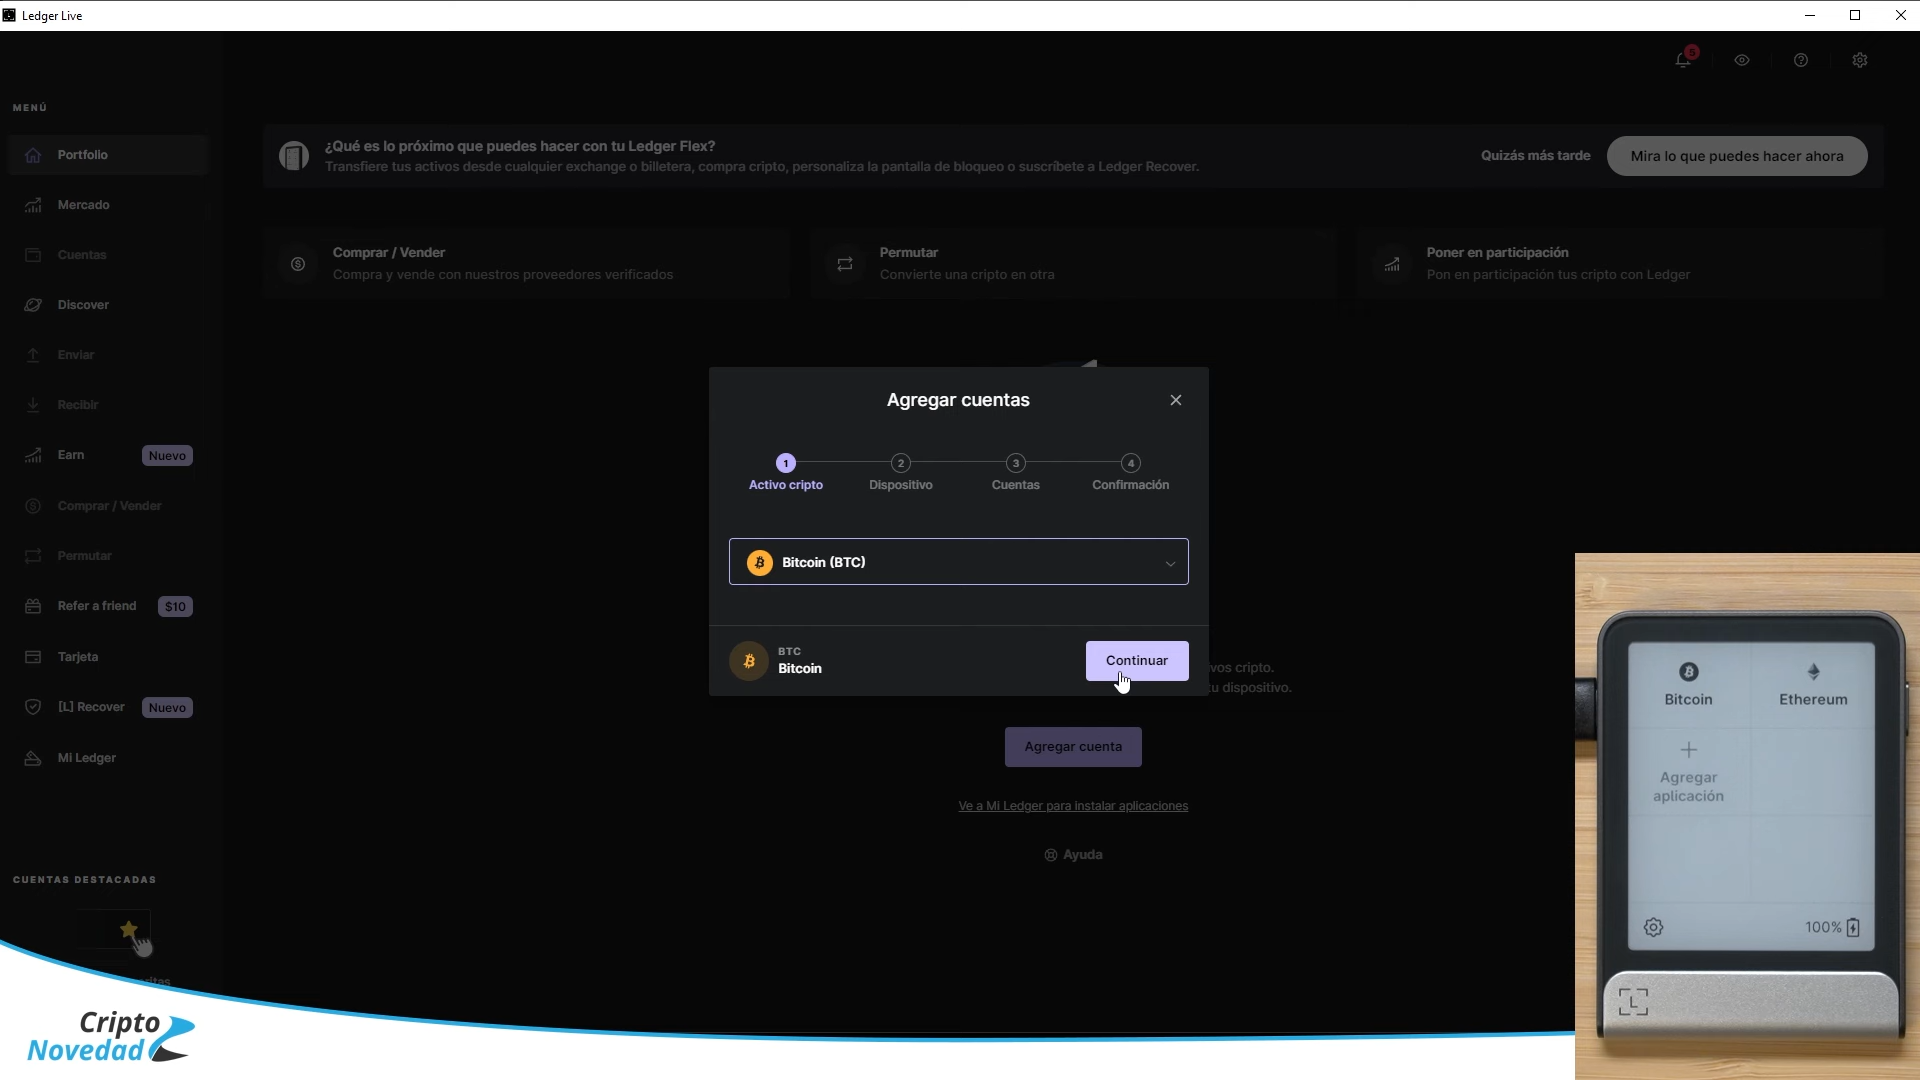 Ledger Live
5
MENÚ
Portfolio
Mercado
Cuentas
Discover
Enviar
Recibir
Earn
Nuevo
Comprar / Vender
Permutar
Refer a friend
$10
Tarjeta
[L] Recover
Nuevo
Mi Ledger
CUENTAS DESTACADAS
¿Qué es lo próximo que puedes hacer con tu Ledger Flex?
Transfiere tus activos desde cualquier exchange o billetera, compra cripto, personaliza la pantalla de bloqueo o suscríbete a Ledger Recover.
Quizás más tarde
Mira lo que puedes hacer ahora
Comprar / Vender
Compra y vende con nuestros proveedores verificados
Permutar
Convierte una cripto en otra
Poner en participación
Pon en participación tus cripto con Ledger
Agregar cuentas
1
2
3
4
Activo cripto
Dispositivo
Cuentas
Confirmación
Bitcoin (BTC)
BTC
Bitcoin
Continuar
vos cripto.
tu dispositivo.
Agregar cuenta
Ve a Mi Ledger para instalar aplicaciones
Ayuda
Bitcoin
Ethereum
Agregar
aplicación
100%
Cripto
Novedad